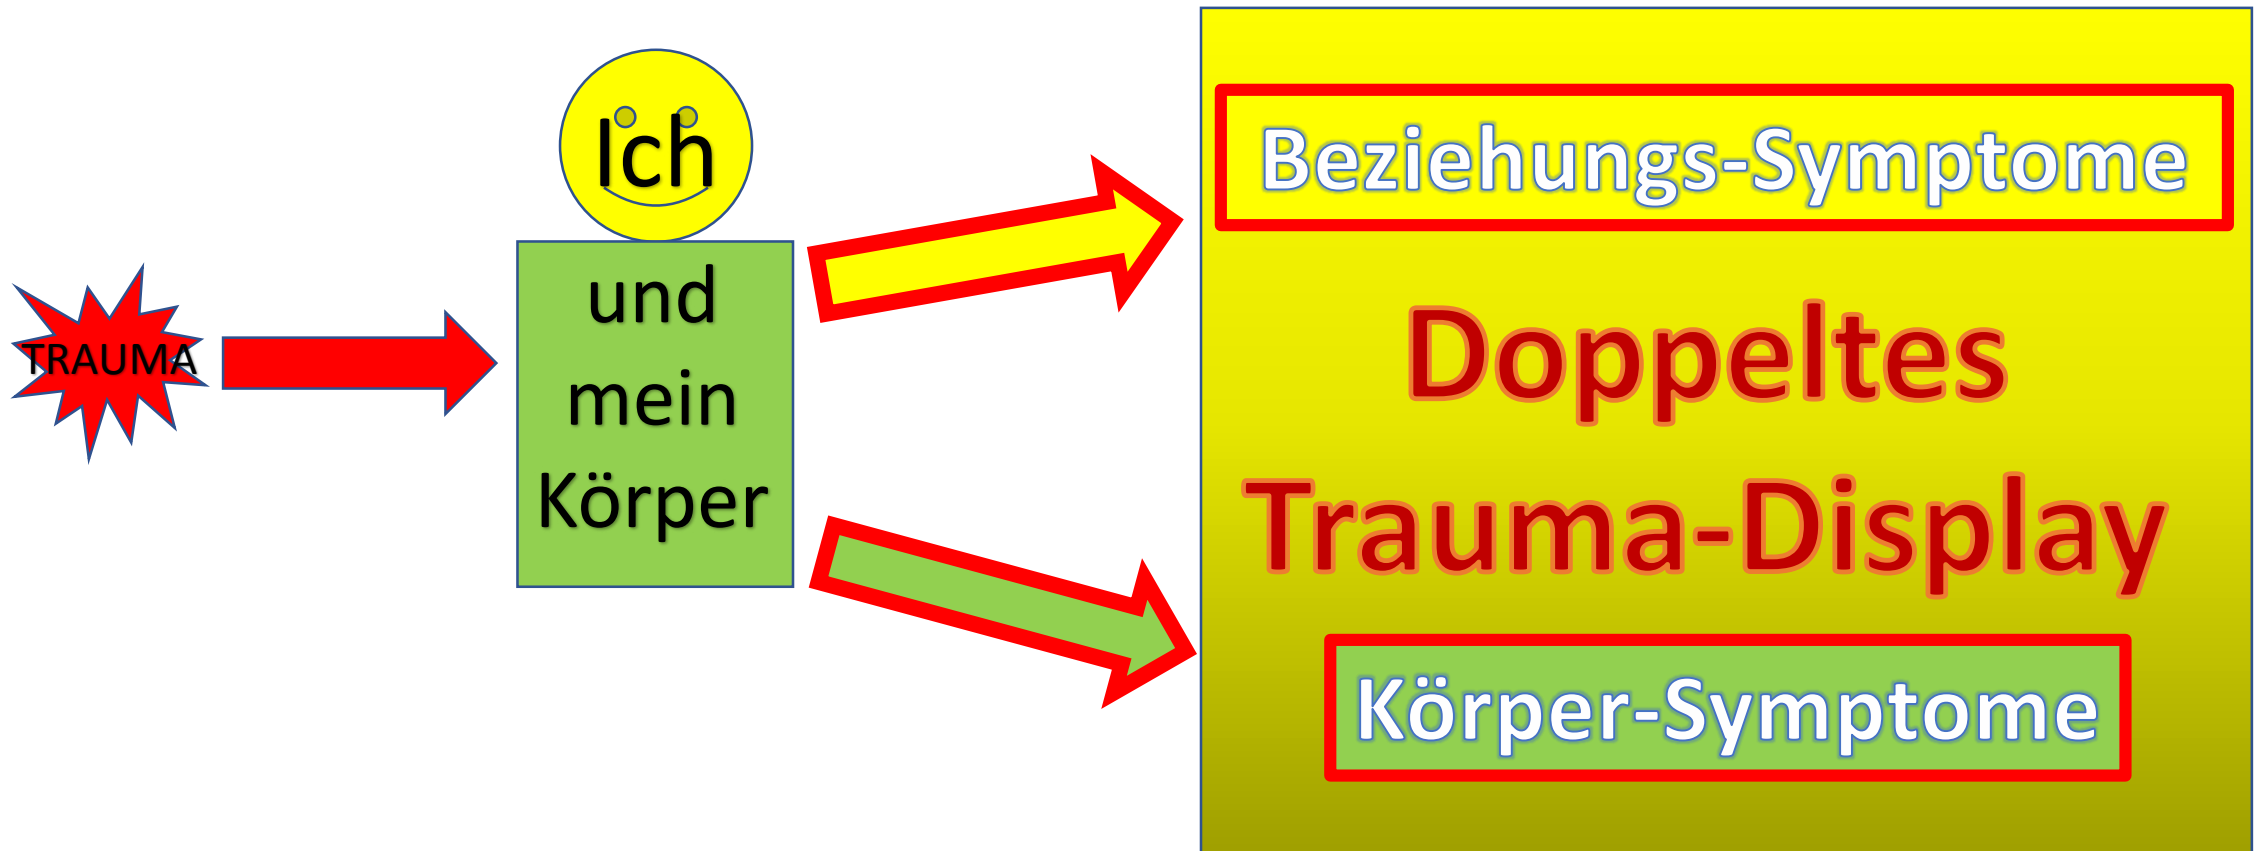 TRAUMA
Ich
und
mein
Körper
Beziehungs-Symptome
Doppeltes
Trauma-Display
Körper-Symptome